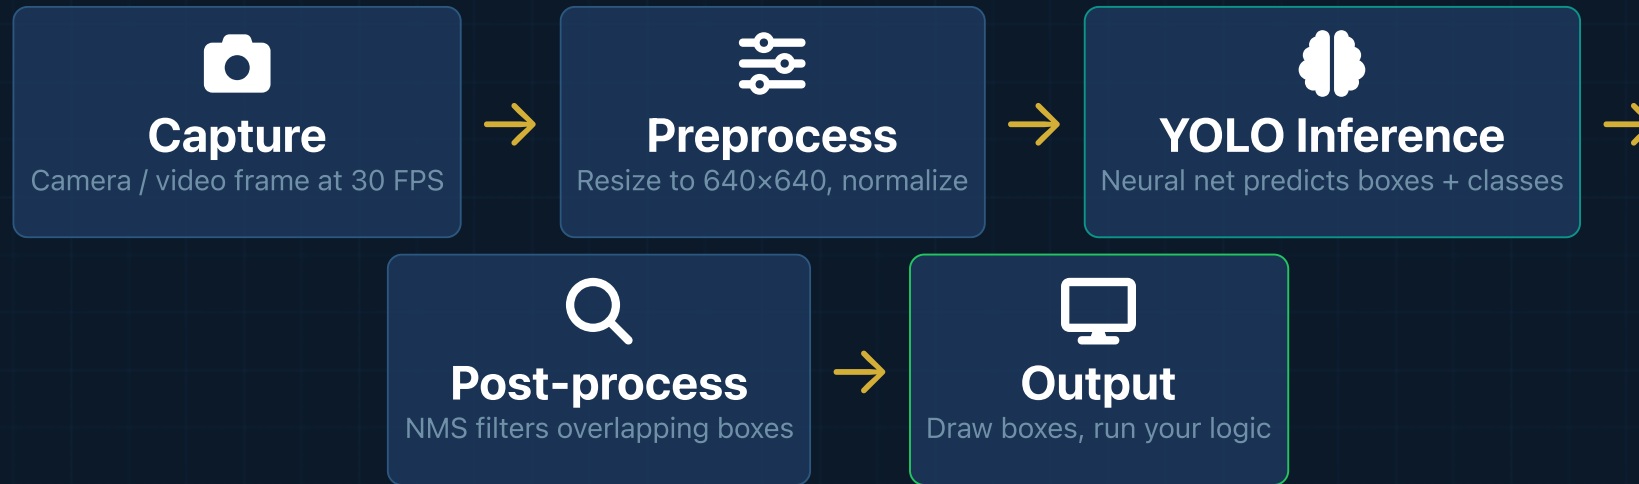 Capture
Camera / video frame at 30 FPS
Preprocess
Resize to 640×640, normalize
YOLO Inference
Neural net predicts boxes + classes
Post-process
NMS filters overlapping boxes
Output
Draw boxes, run your logic